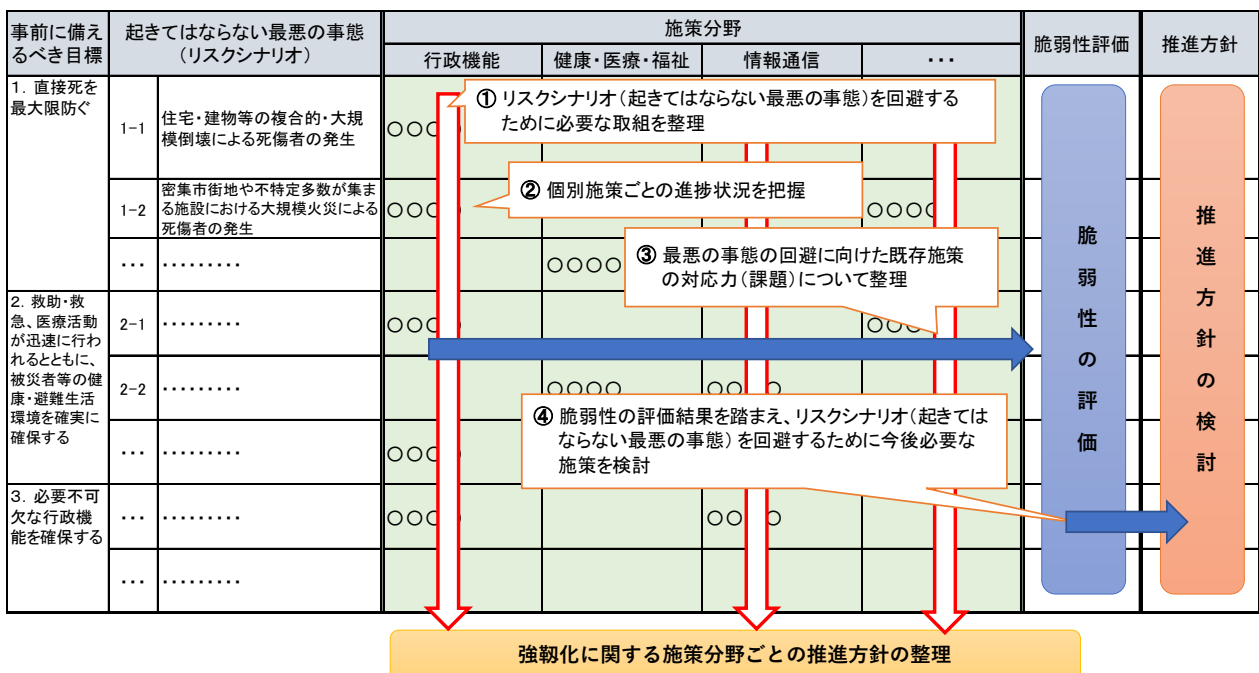 事前に備え
るべき目標
起きてはならない最悪の事態
（リスクシナリオ）
施策分野
行政機能
健康・医療・福祉
情報通信
・・・
脆弱性評価
推進方針
1．直接死を
最大限防ぐ
1-1
住宅・建物等の複合的・大規
模倒壊による死傷者の発生
○○○○
① リスクシナリオ（起きてはならない最悪の事態）を回避する
ために必要な取組を整理
1-2
密集市街地や不特定多数が集ま
る施設における大規模火災による
死傷者の発生
○○○○
② 個別施策ごとの進捗状況を把握
○○○○
・・・
・・・・・・・・・
○○○○
③ 最悪の事態の回避に向けた既存施策
の対応力（課題）について整理
2．救助・救
急、医療活動
が迅速に行わ
れるとともに、
被災者等の健
康・避難生活
環境を確実に
確保する
2-1
・・・・・・・・・
○○○○
○○○
2-2
・・・・・・・・・
○○○○
○○○○
④ 脆弱性の評価結果を踏まえ、リスクシナリオ（起きては
ならない最悪の事態）を回避するために今後必要な
施策を検討
・・・
・・・・・・・・・
○○○○
3．必要不可
欠な行政機
能を確保する
・・・
・・・・・・・・・
○○○○
○○○○
・・・
・・・・・・・・・
脆弱性の評価
推進方針の検討
強靱化に関する施策分野ごとの推進方針の整理